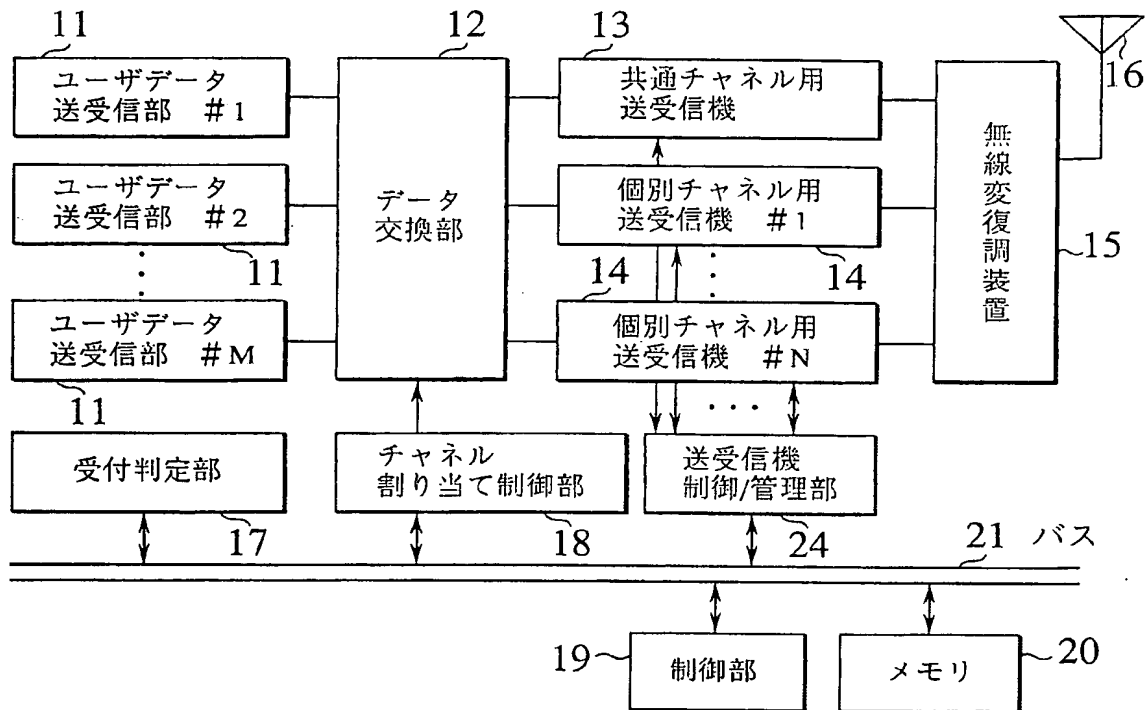 11
12
13
16
ユーザデータ
送受信部 #1
共通チャネル用
送受信機
ユーザデータ
送受信部 #2
データ
交換部
個別チャネル用
送受信機 #1
無線変復調装置
15
11
14
14
ユーザデータ
送受信部 #M
個別チャネル用
送受信機 #N
11
受付判定部
チャネル
割り当て制御部
送受信機
制御/管理部
17
18
24
21 バス
19
制御部
メモリ
20